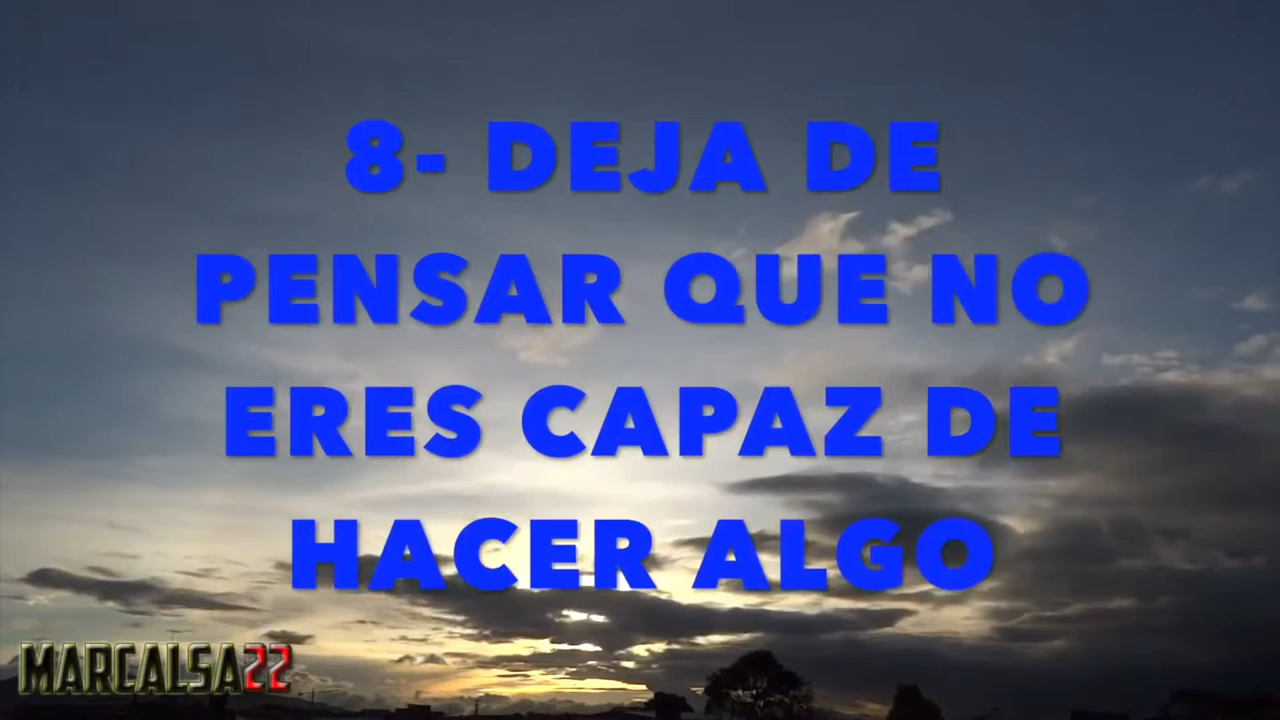 8- DEJA DE
PENSAR QUE NO
ERES CAPAZ DE
HACER ALGO
MARCALSA22